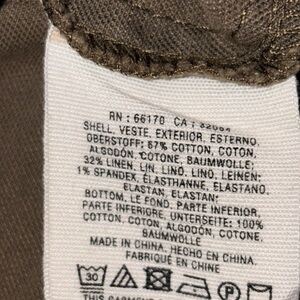 RN : 66170 CA : 32054
SHELL, VESTE, EXTERIOR, ESTERNO,
OBERSTOFF: 67% COTTON, COTON,
ALGODÓN, COTONE, BAUMWOLLE;
32% LINEN, LIN, LINO, LINO, LEINEN;
1% SPANDEX, ÉLASTHANNE, ELASTANO,
ELASTAN, ELASTAN;
BOTTOM, LE FOND, PARTE INFERIOR,
PARTE INFERIORE, UNTERSEITE: 100%
COTTON, COTON, ALGODÓN, COTONE,
BAUMWOLLE
MADE IN CHINA, HECHO EN CHINA,
FABRIQUÉ EN CHINE
30 P
THIS GARMENT